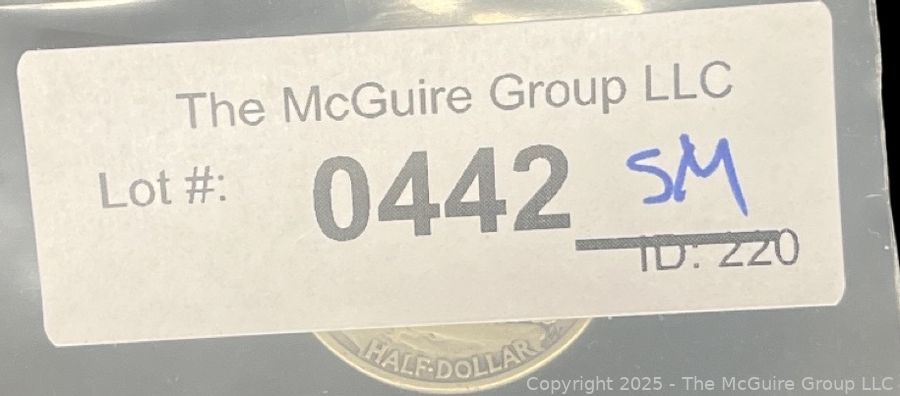 The McGuire Group LLC
Lot #: 0442 SM
ID: 220
HALF·DOLLAR
Copyright 2025 - The McGuire Group LLC